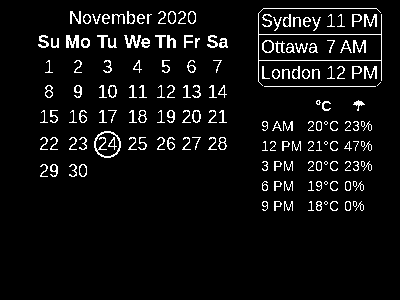 November 2020
Su Mo Tu We Th Fr Sa
1 2 3 4 5 6 7
8 9 10 11 12 13 14
15 16 17 18 19 20 21
22 23 24 25 26 27 28
29 30
Sydney 11 PM
Ottawa 7 AM
London 12 PM
°C ☂
9 AM 20°C 23%
12 PM 21°C 47%
3 PM 20°C 23%
6 PM 19°C 0%
9 PM 18°C 0%